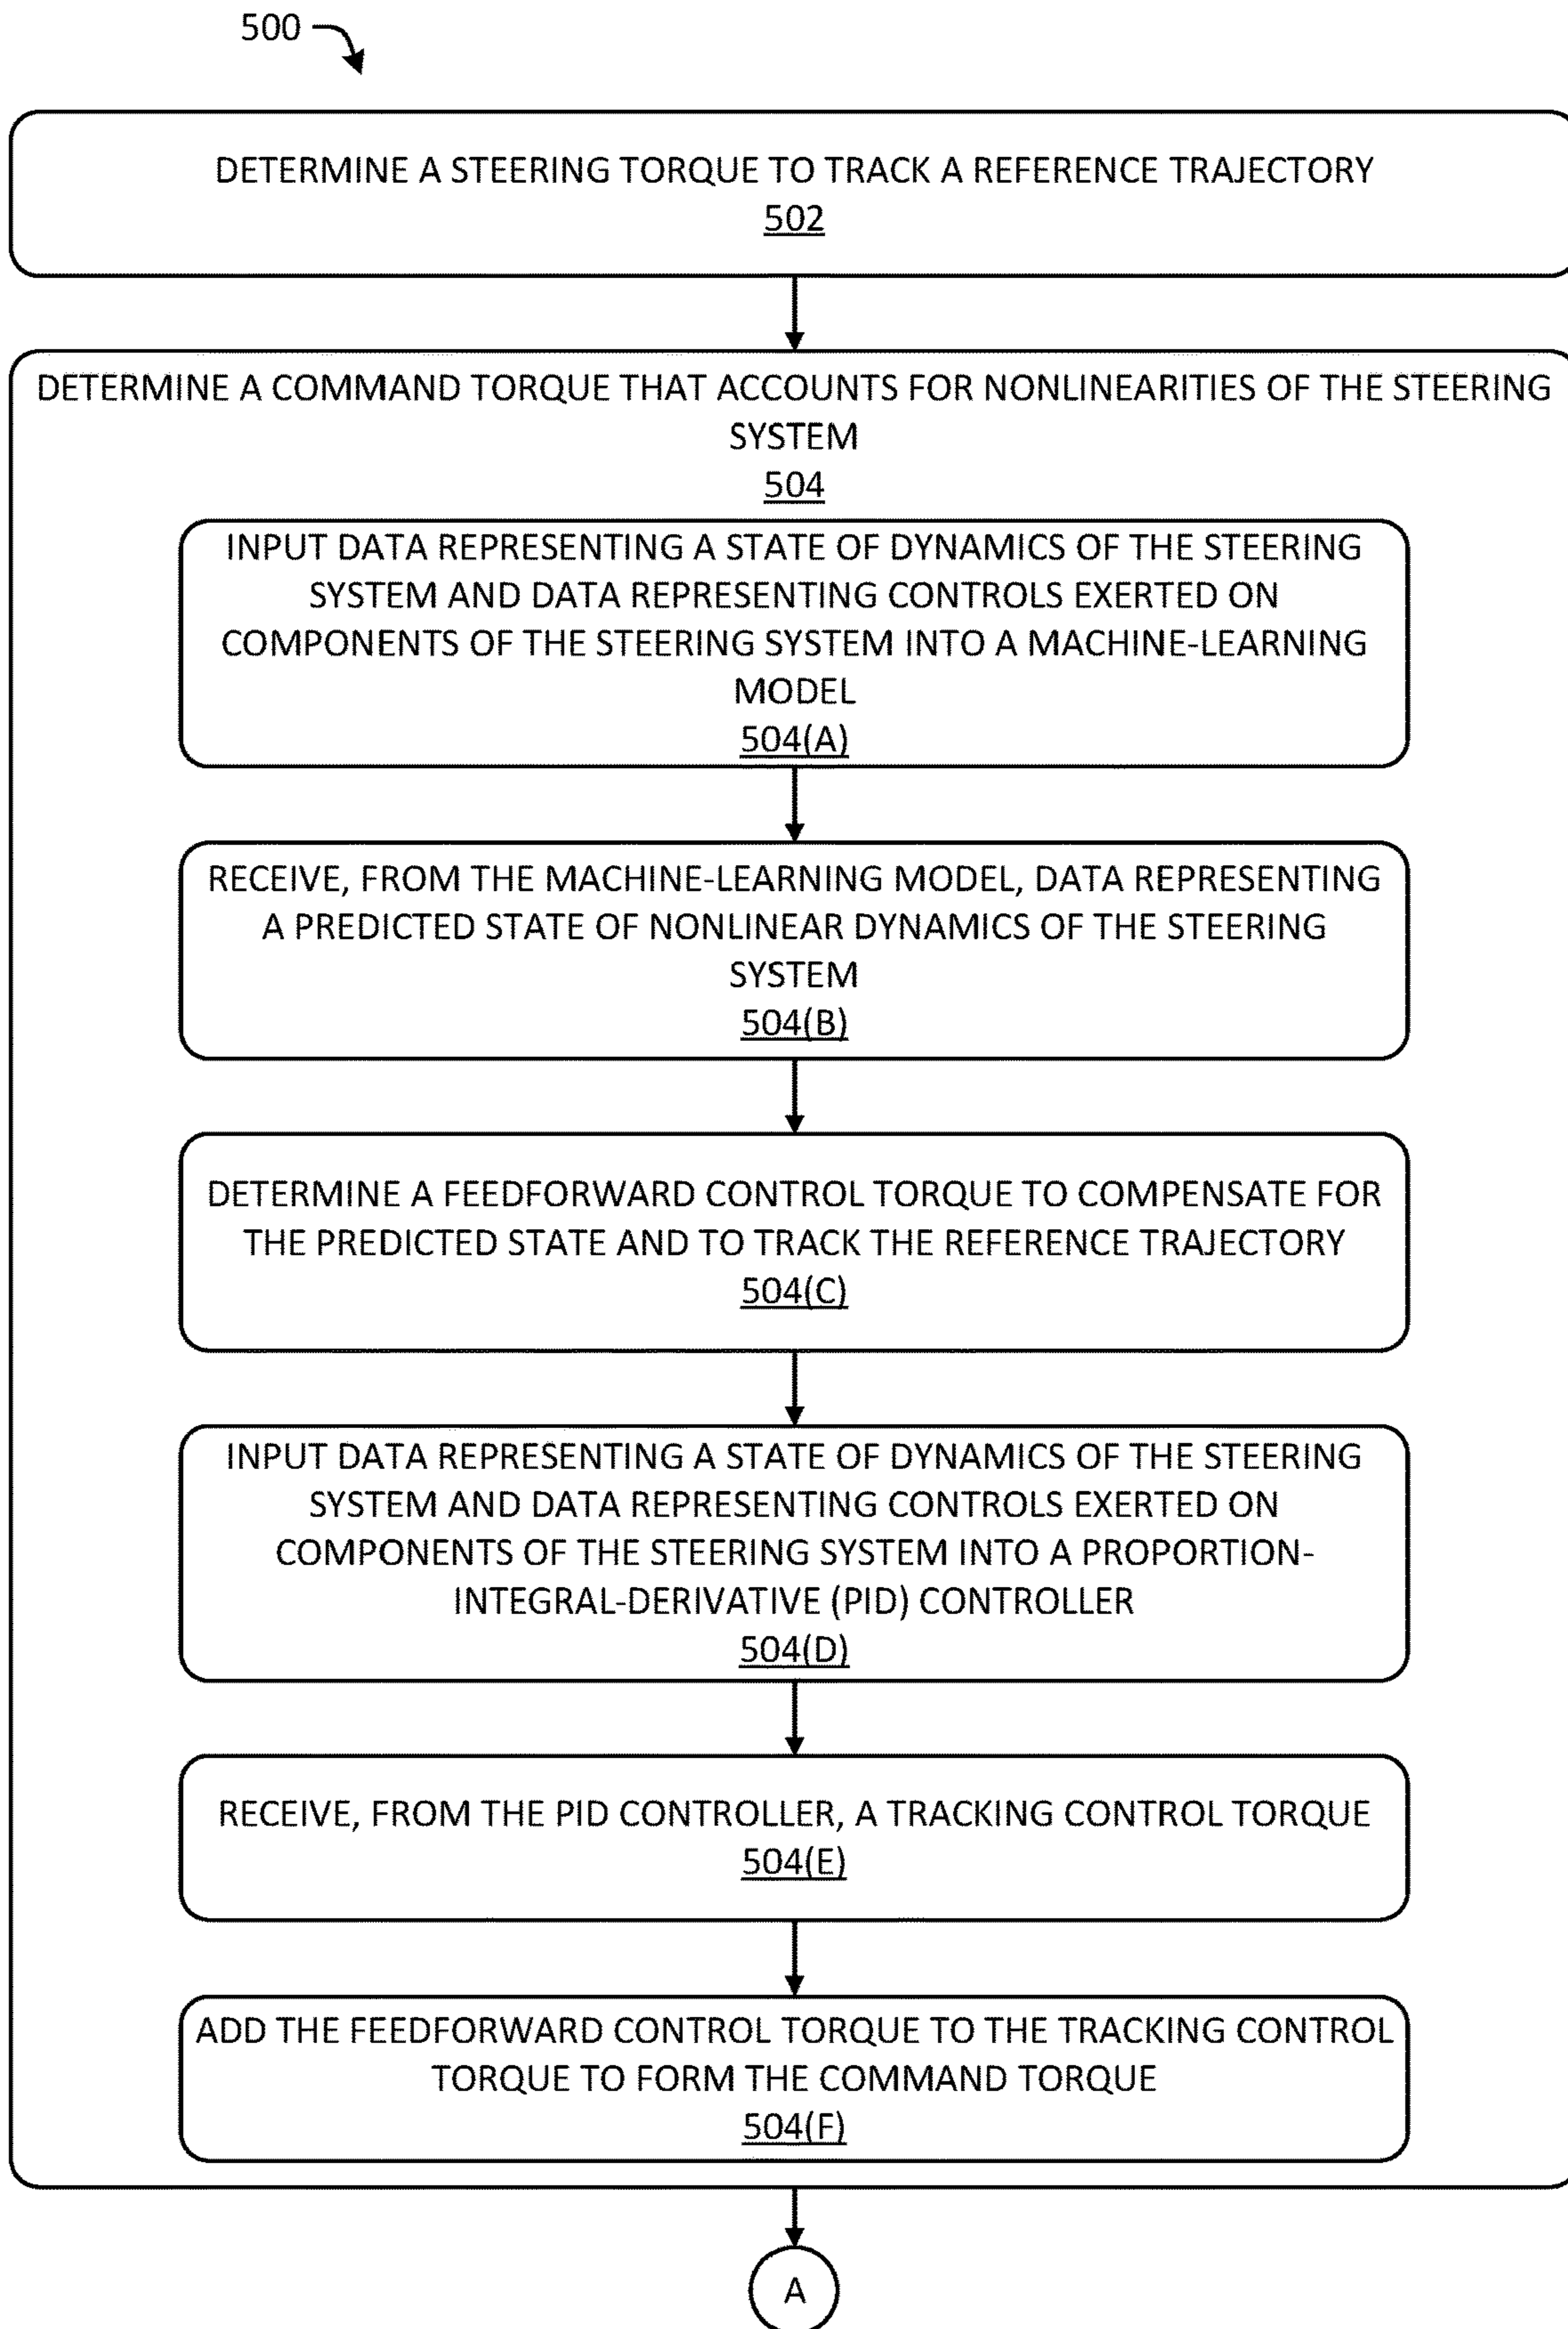 500
DETERMINE A STEERING TORQUE TO TRACK A REFERENCE TRAJECTORY
502
DETERMINE A COMMAND TORQUE THAT ACCOUNTS FOR NONLINEARITIES OF THE STEERING
SYSTEM
504
INPUT DATA REPRESENTING A STATE OF DYNAMICS OF THE STEERING
SYSTEM AND DATA REPRESENTING CONTROLS EXERTED ON
COMPONENTS OF THE STEERING SYSTEM INTO A MACHINE-LEARNING
MODEL
504(A)
RECEIVE, FROM THE MACHINE-LEARNING MODEL, DATA REPRESENTING
A PREDICTED STATE OF NONLINEAR DYNAMICS OF THE STEERING
SYSTEM
504(B)
DETERMINE A FEEDFORWARD CONTROL TORQUE TO COMPENSATE FOR
THE PREDICTED STATE AND TO TRACK THE REFERENCE TRAJECTORY
504(C)
INPUT DATA REPRESENTING A STATE OF DYNAMICS OF THE STEERING
SYSTEM AND DATA REPRESENTING CONTROLS EXERTED ON
COMPONENTS OF THE STEERING SYSTEM INTO A PROPORTION-
INTEGRAL-DERIVATIVE (PID) CONTROLLER
504(D)
RECEIVE, FROM THE PID CONTROLLER, A TRACKING CONTROL TORQUE
504(E)
ADD THE FEEDFORWARD CONTROL TORQUE TO THE TRACKING CONTROL
TORQUE TO FORM THE COMMAND TORQUE
504(F)
A